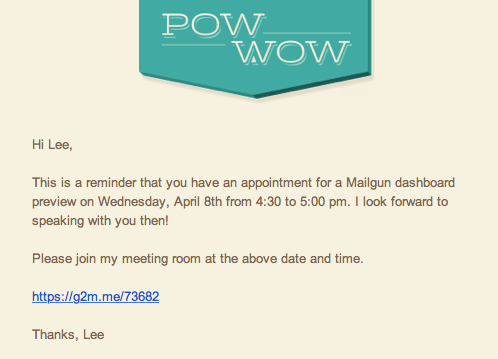 POW
WOW
Hi Lee,
This is a reminder that you have an appointment for a Mailgun dashboard
preview on Wednesday, April 8th from 4:30 to 5:00 pm. I look forward to
speaking with you then!
Please join my meeting room at the above date and time.
https://g2m.me/73682
Thanks, Lee